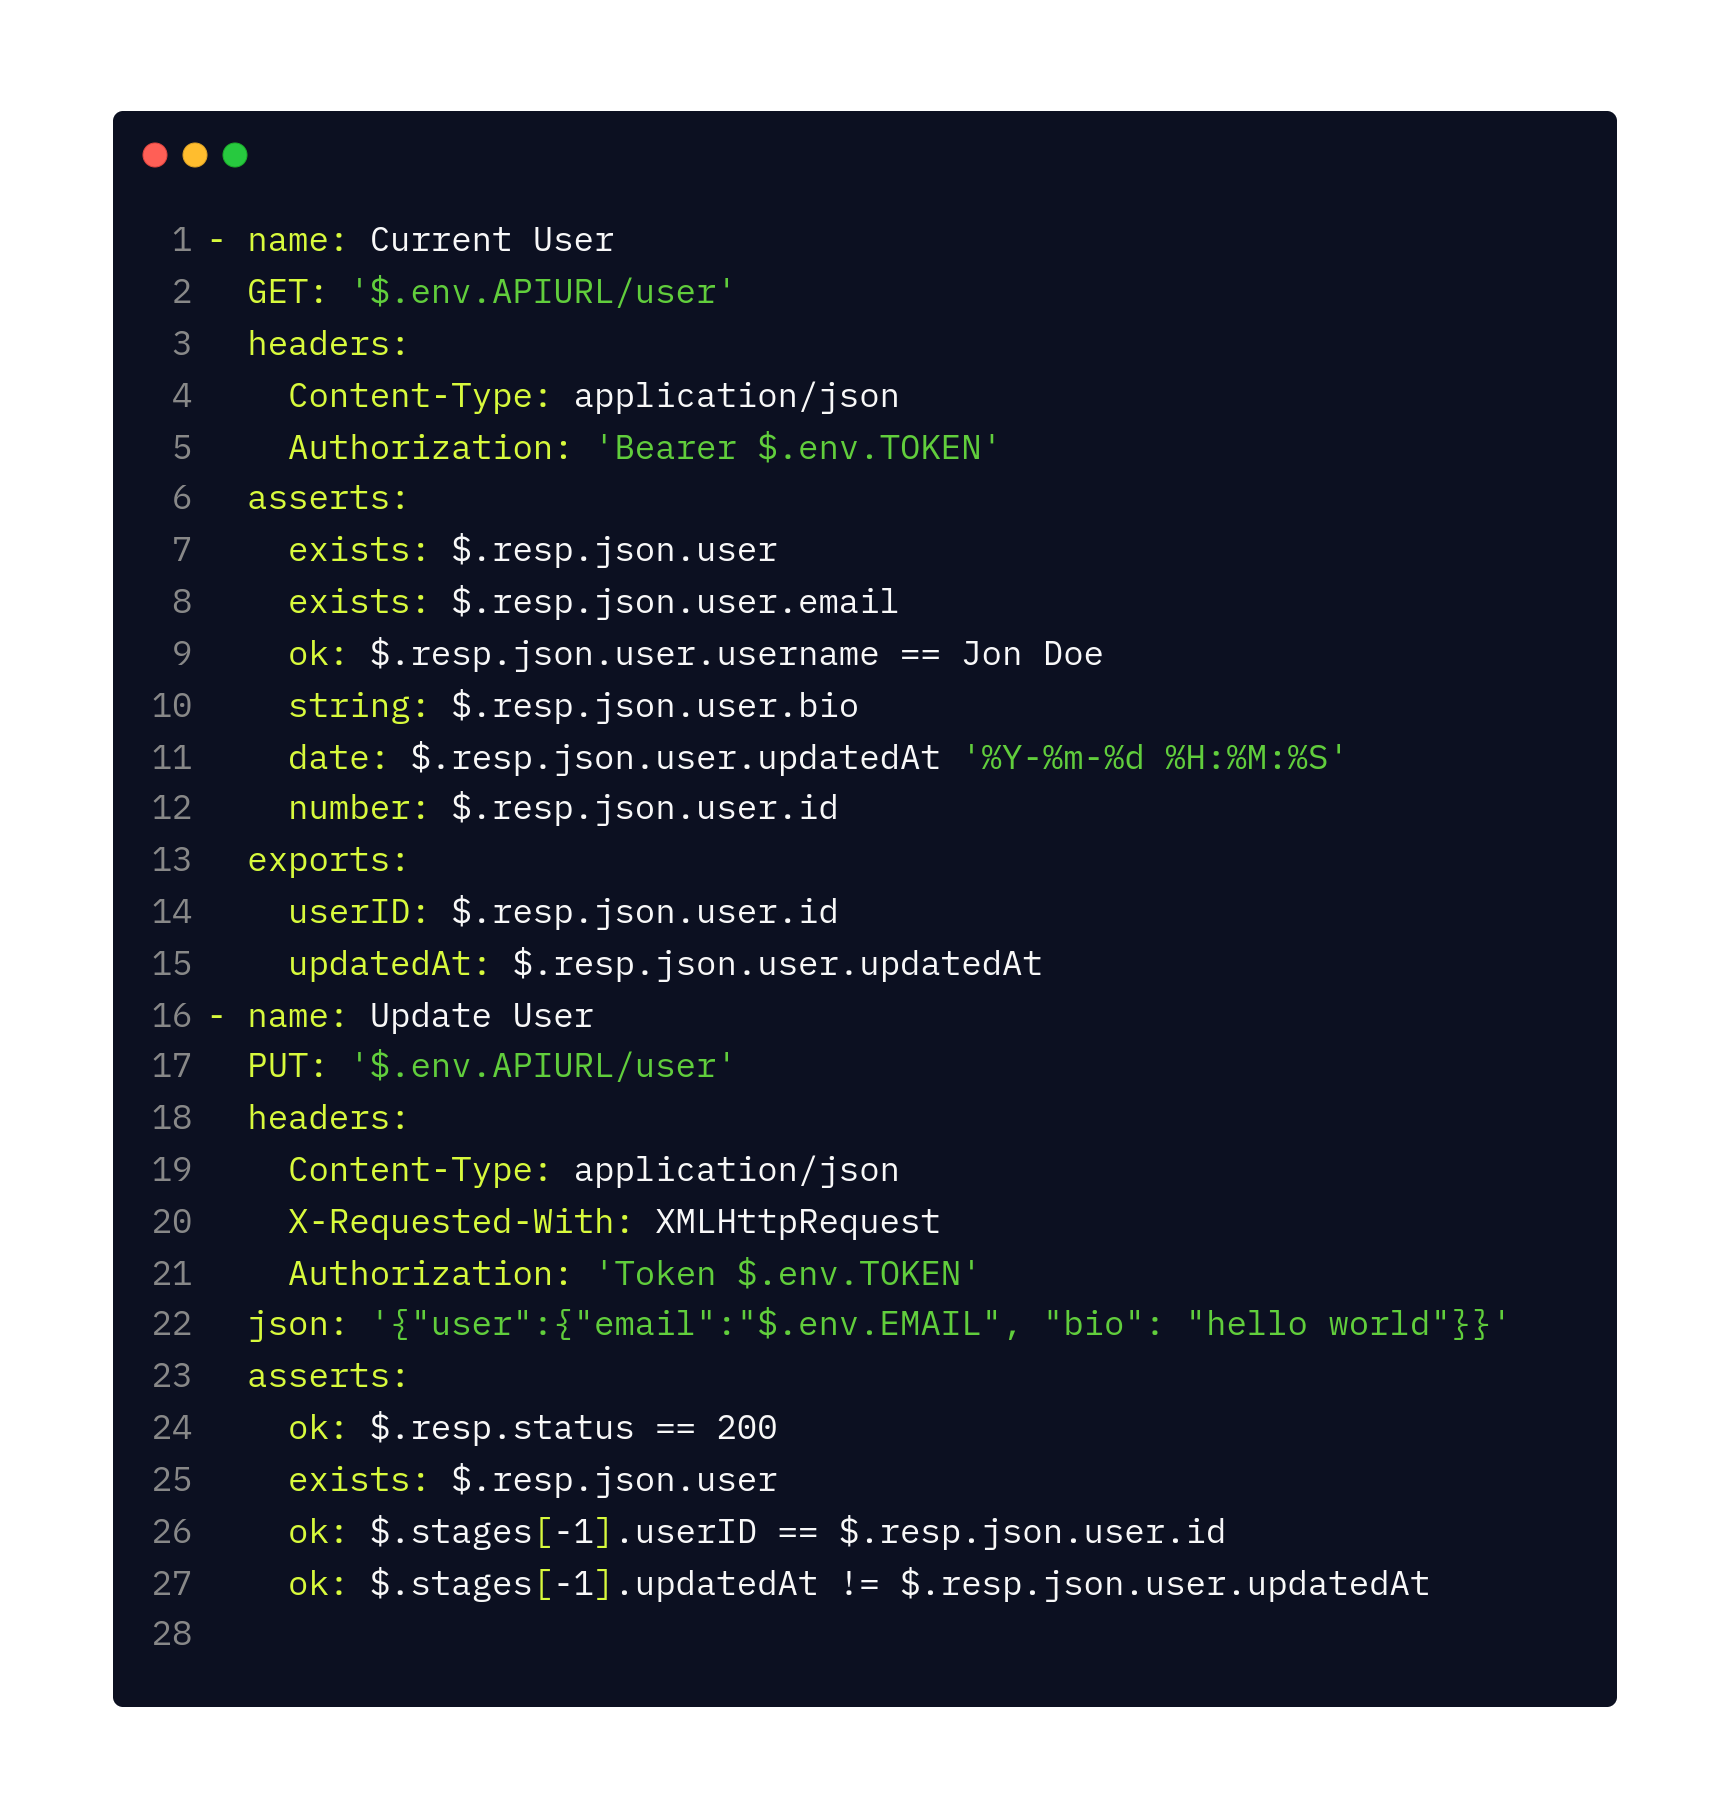 1 - name: Current User
2   GET: '$.env.APIURL/user'
3   headers:
4     Content-Type: application/json
5     Authorization: 'Bearer $.env.TOKEN'
6   asserts:
7     exists: $.resp.json.user
8     exists: $.resp.json.user.email
9     ok: $.resp.json.user.username == Jon Doe
10     string: $.resp.json.user.bio
11     date: $.resp.json.user.updatedAt '%Y-%m-%d %H:%M:%S'
12     number: $.resp.json.user.id
13   exports:
14     userID: $.resp.json.user.id
15     updatedAt: $.resp.json.user.updatedAt
16 - name: Update User
17   PUT: '$.env.APIURL/user'
18   headers:
19     Content-Type: application/json
20     X-Requested-With: XMLHttpRequest
21     Authorization: 'Token $.env.TOKEN'
22   json: '{"user":{"email":"$.env.EMAIL", "bio": "hello world"}}'
23   asserts:
24     ok: $.resp.status == 200
25     exists: $.resp.json.user
26     ok: $.stages[-1].userID == $.resp.json.user.id
27     ok: $.stages[-1].updatedAt != $.resp.json.user.updatedAt
28